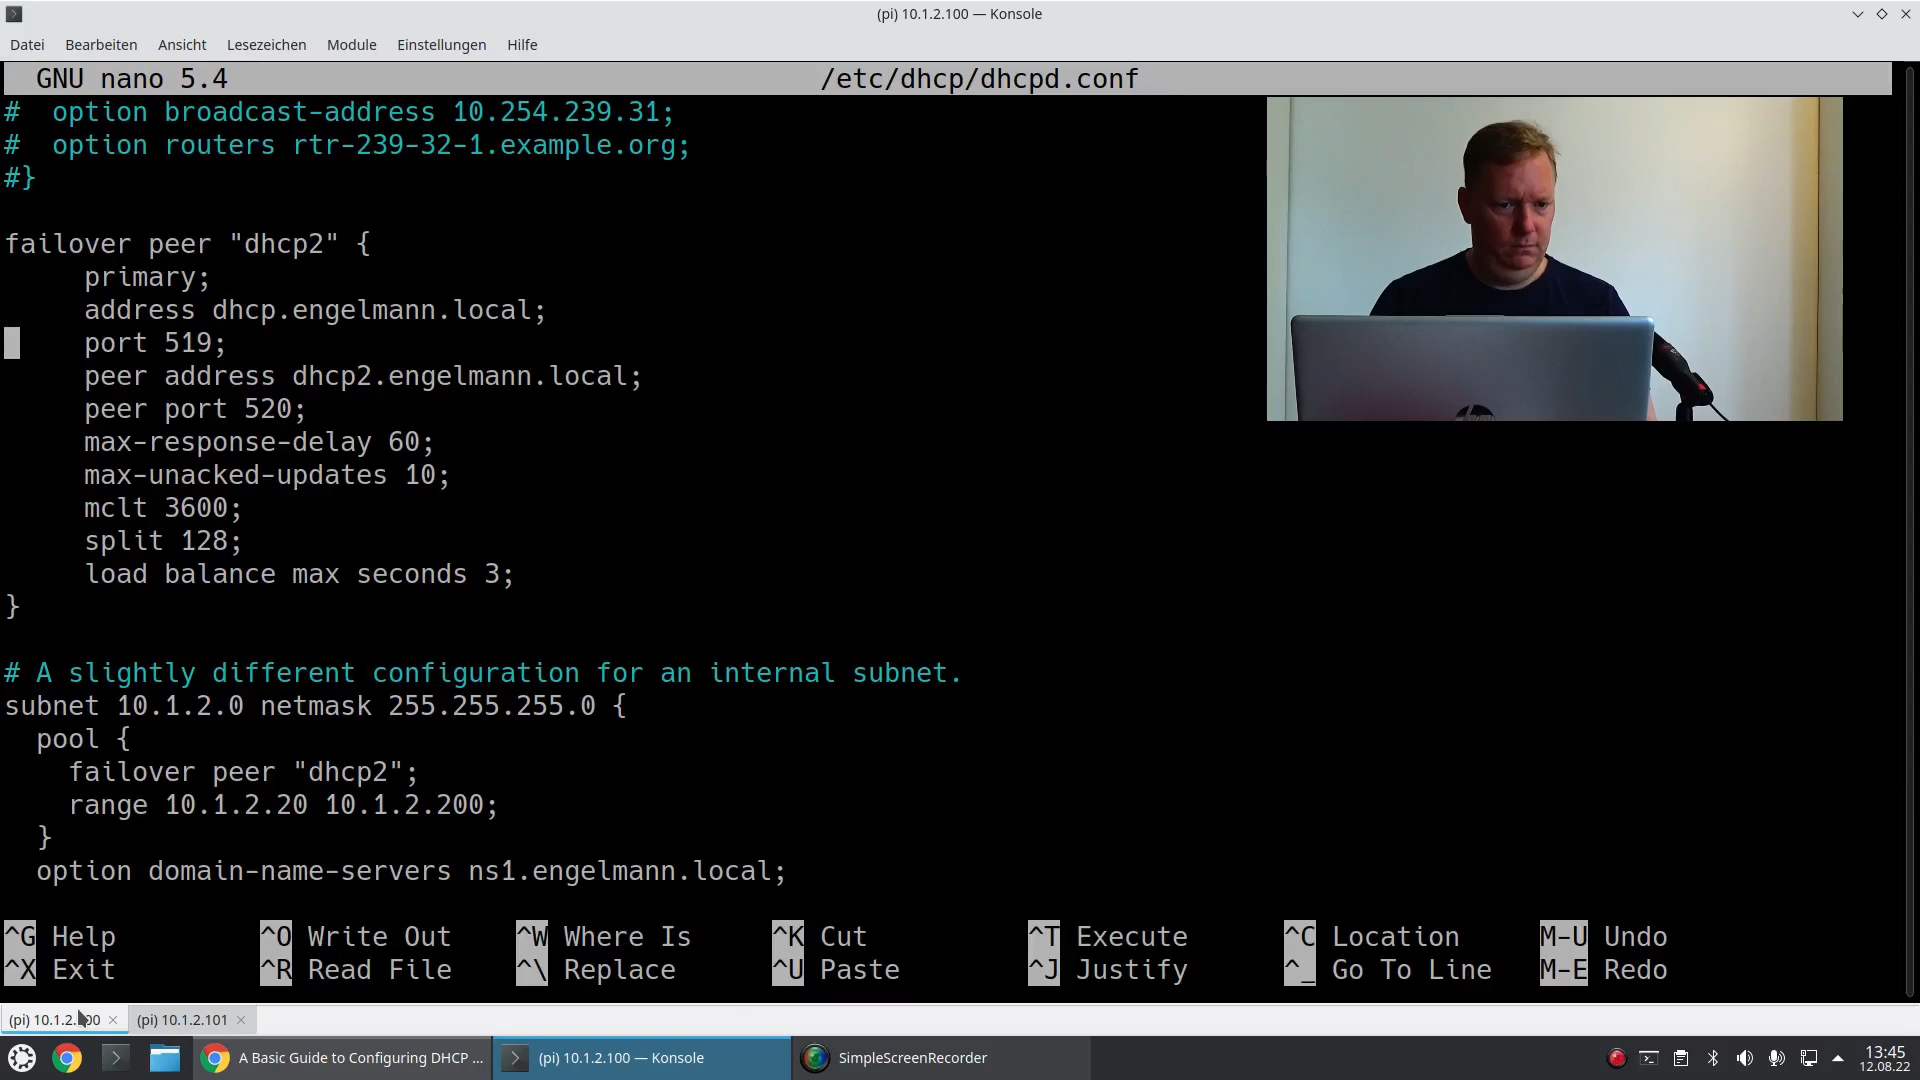 (pi) 10.1.2.100 — Konsole
Datei Bearbeiten Ansicht Lesezeichen Module Einstellungen Hilfe
GNU nano 5.4 /etc/dhcp/dhcpd.conf
#  option broadcast-address 10.254.239.31;
#  option routers rtr-239-32-1.example.org;
#}
failover peer "dhcp2" {
primary;
address dhcp.engelmann.local;
port 519;
peer address dhcp2.engelmann.local;
peer port 520;
max-response-delay 60;
max-unacked-updates 10;
mclt 3600;
split 128;
load balance max seconds 3;
}
# A slightly different configuration for an internal subnet.
subnet 10.1.2.0 netmask 255.255.255.0 {
pool {
failover peer "dhcp2";
range 10.1.2.20 10.1.2.200;
}
option domain-name-servers ns1.engelmann.local;
^G Help ^O Write Out ^W Where Is ^K Cut ^T Execute ^C Location M-U Undo
^X Exit ^R Read File ^\ Replace ^U Paste ^J Justify ^_ Go To Line M-E Redo
(pi) 10.1.2.100 (pi) 10.1.2.101
A Basic Guide to Configuring DHCP ... (pi) 10.1.2.100 — Konsole SimpleScreenRecorder 13:45
12.08.22